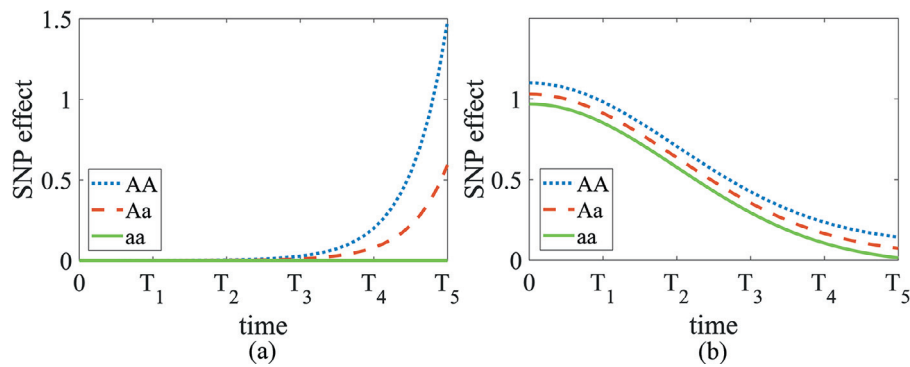 1.5
1
0.5
0
SNP effect
AA
Aa
aa
0 T1 T2 T3 T4 T5
time
(a)
1
0.5
0
SNP effect
AA
Aa
aa
0 T1 T2 T3 T4 T5
time
(b)